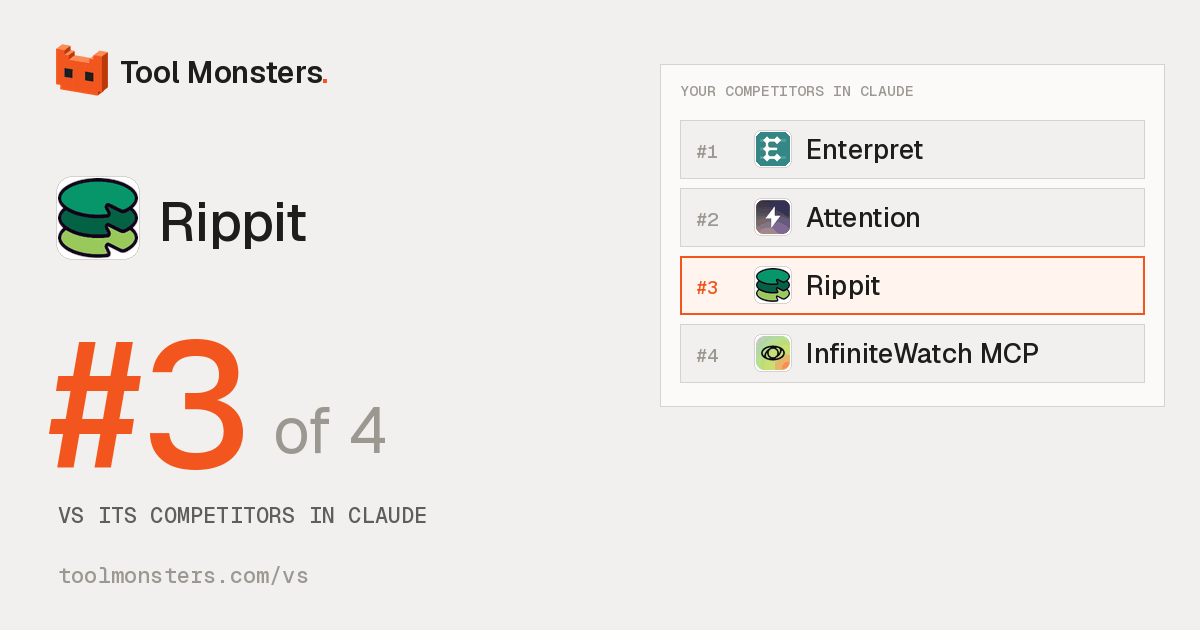 Tool Monsters.
Rippit
#3 of 4
VS ITS COMPETITORS IN CLAUDE
toolmonsters.com/vs
YOUR COMPETITORS IN CLAUDE
#1 Enterpret
#2 Attention
#3 Rippit
#4 InfiniteWatch MCP